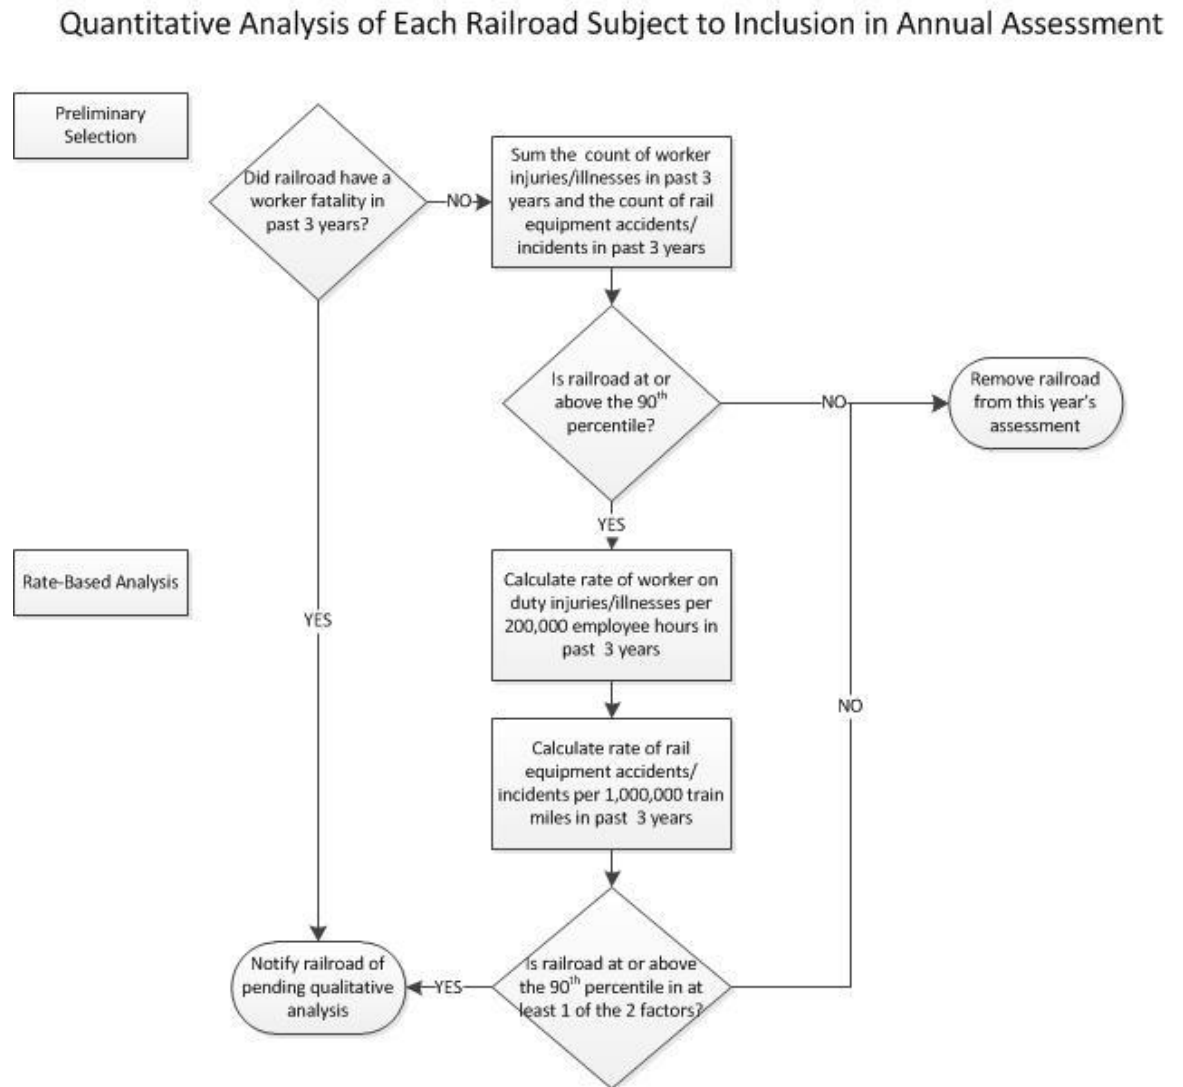 Quantitative Analysis of Each Railroad Subject to Inclusion in Annual Assessment
Preliminary
Selection
Did railroad have a
worker fatality in
past 3 years?
NO
Sum the count of worker
injuries/illnesses in past 3
years and the count of rail
equipment accidents/
incidents in past 3 years
Is railroad at or
above the 90th
percentile?
NO
Remove railroad
from this year's
assessment
YES
Rate-Based Analysis
Calculate rate of worker on
duty injuries/illnesses per
200,000 employee hours in
past 3 years
YES
NO
Calculate rate of rail
equipment accidents/
incidents per 1,000,000 train
miles in past 3 years
Notify railroad of
pending qualitative
analysis
YES
Is railroad at or above
the 90th percentile in at
least 1 of the 2 factors?